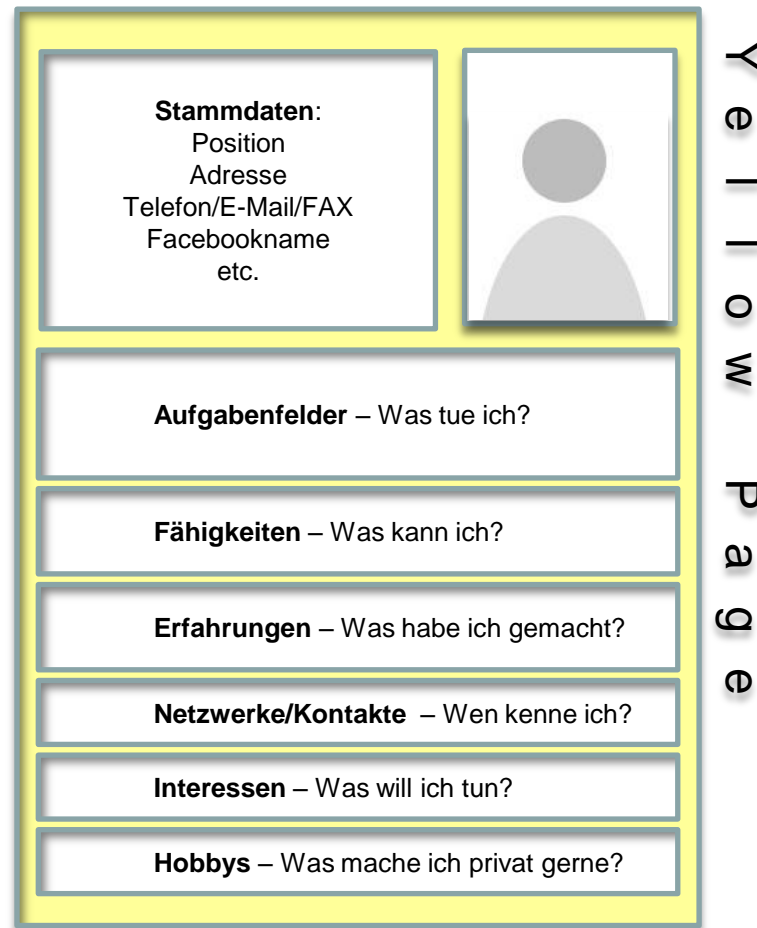 Stammdaten:
Position
Adresse
Telefon/E-Mail/FAX
Facebookname
etc.
Aufgabenfelder – Was tue ich?
Fähigkeiten – Was kann ich?
Erfahrungen – Was habe ich gemacht?
Netzwerke/Kontakte – Wen kenne ich?
Interessen – Was will ich tun?
Hobbys – Was mache ich privat gerne?
Yellow Page